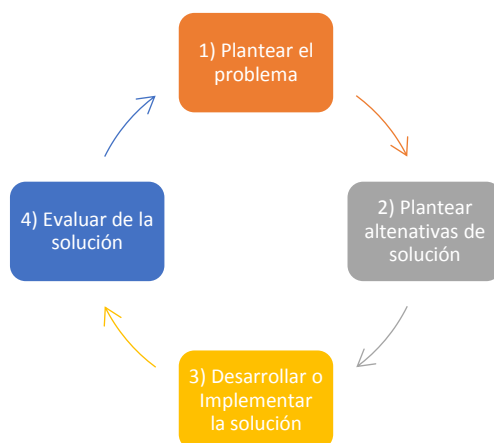 1) Plantear el
problema
2) Plantear
altenativas de
solución
3) Desarrollar o
Implementar
la solución
4) Evaluar de la
solución